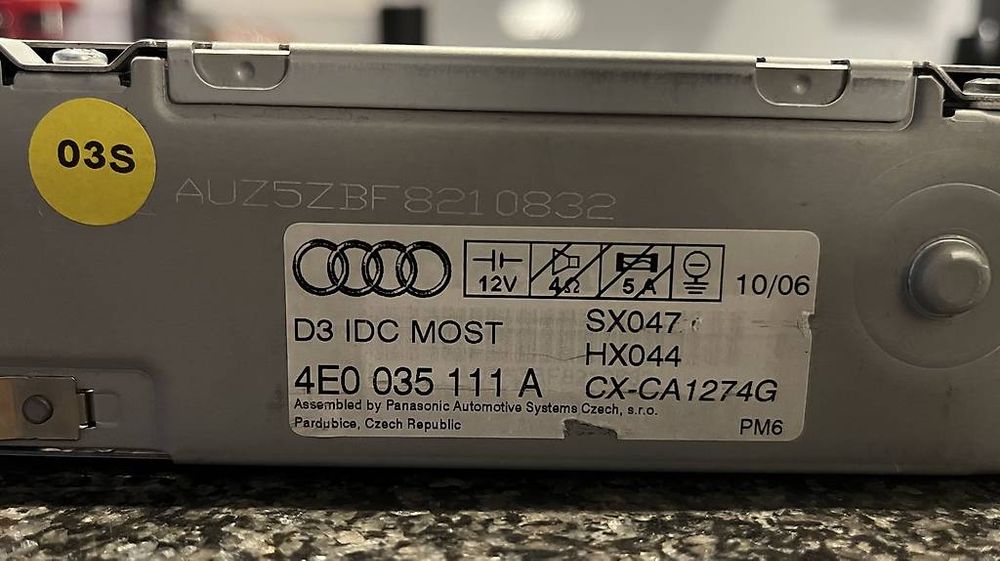 03S
AUZ5ZBF8210832
12V 4Ω 5A 10/06
D3 IDC MOST SX047
HX044
4E0 035 111 A CX-CA1274G
Assembled by Panasonic Automotive Systems Czech, s.r.o.
Pardubice, Czech Republic PM6